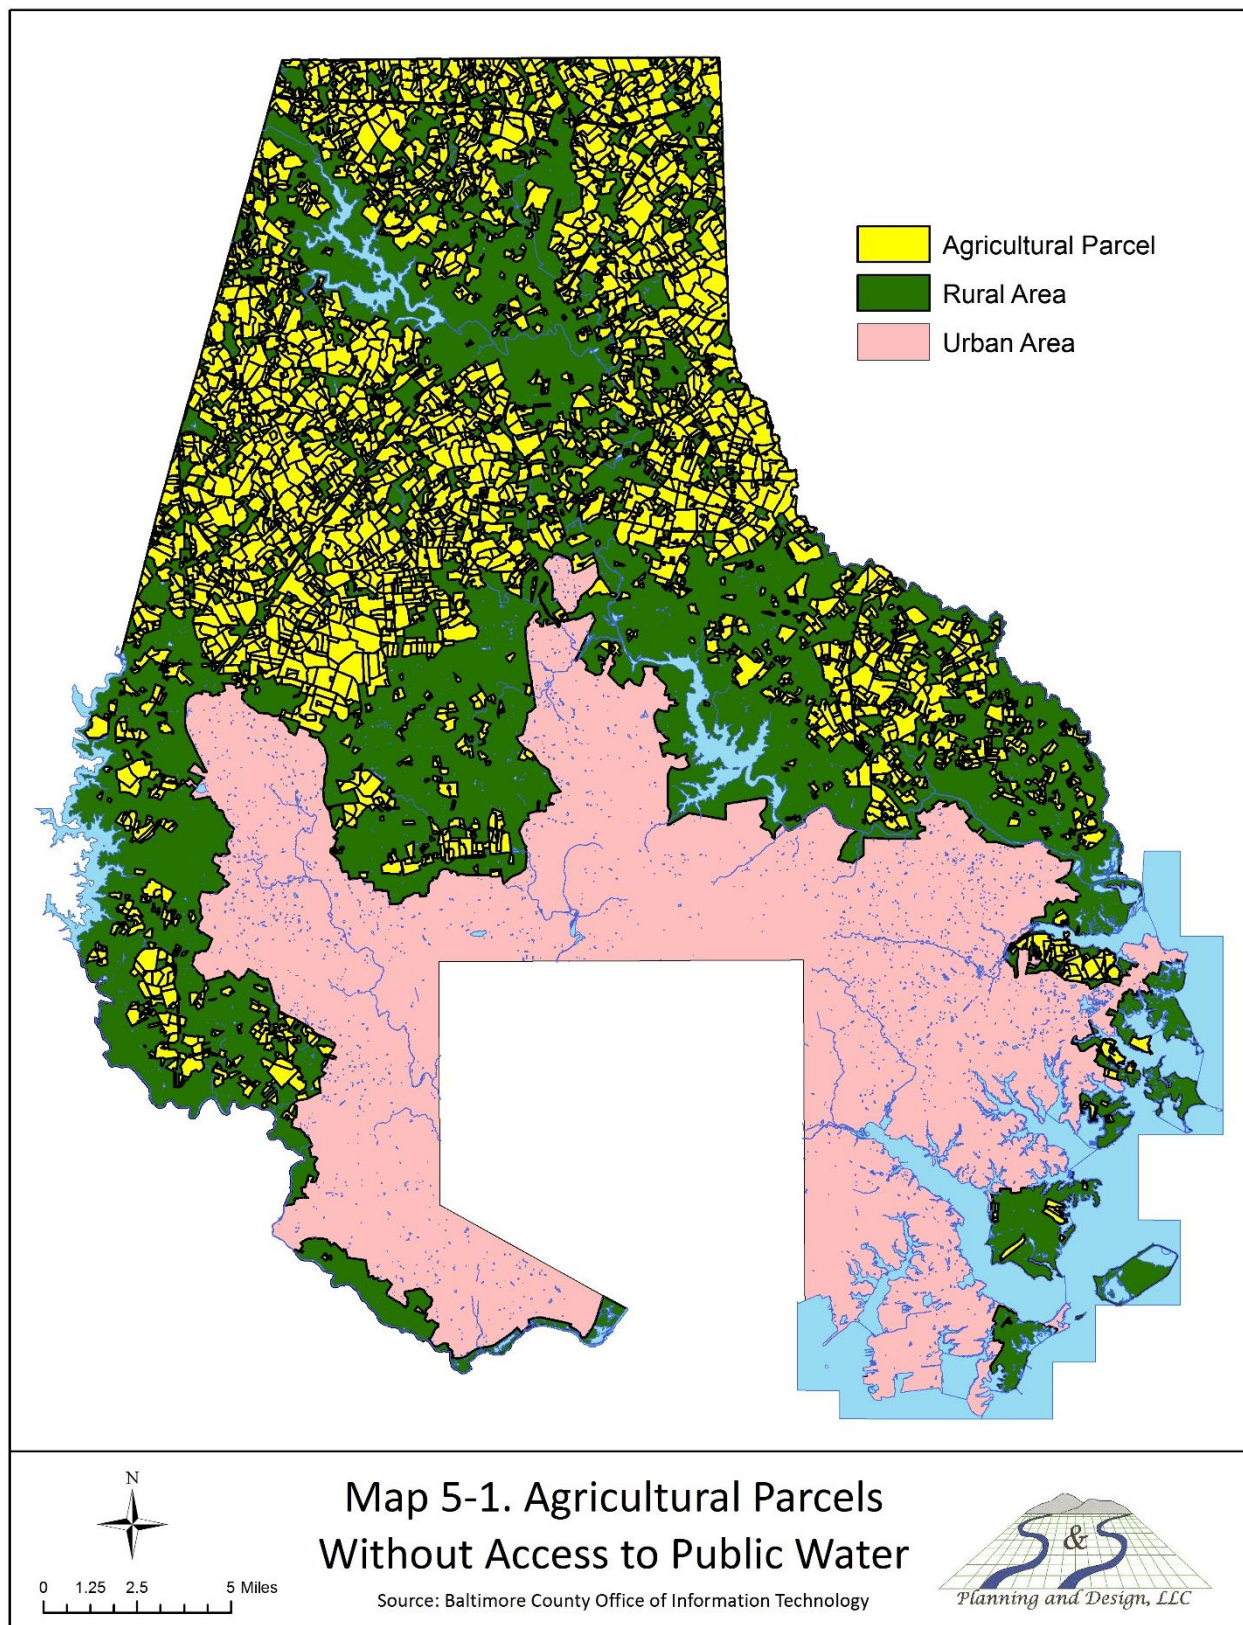 Agricultural Parcel
Rural Area
Urban Area
N
0 1.25 2.5 5 Miles
Map 5-1. Agricultural Parcels
Without Access to Public Water
Source: Baltimore County Office of Information Technology
S & S
Planning and Design, LLC